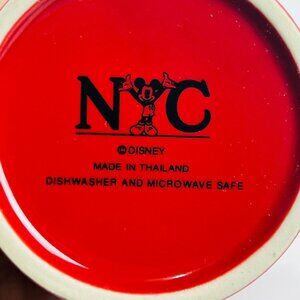 NYC
© DISNEY
MADE IN THAILAND
DISHWASHER AND MICROWAVE SAFE